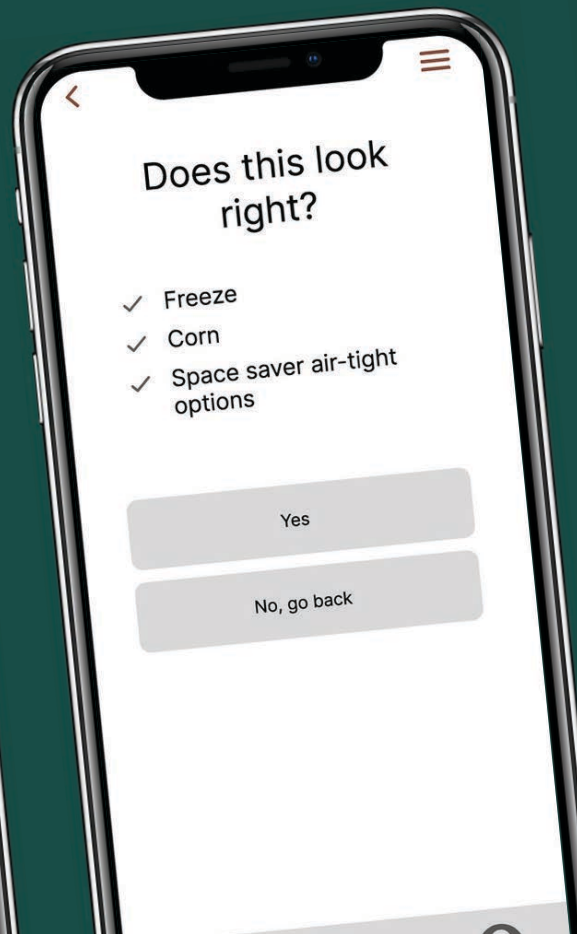 Does this look
right?
Freeze
Corn
Space saver air-tight
options
Yes
No, go back